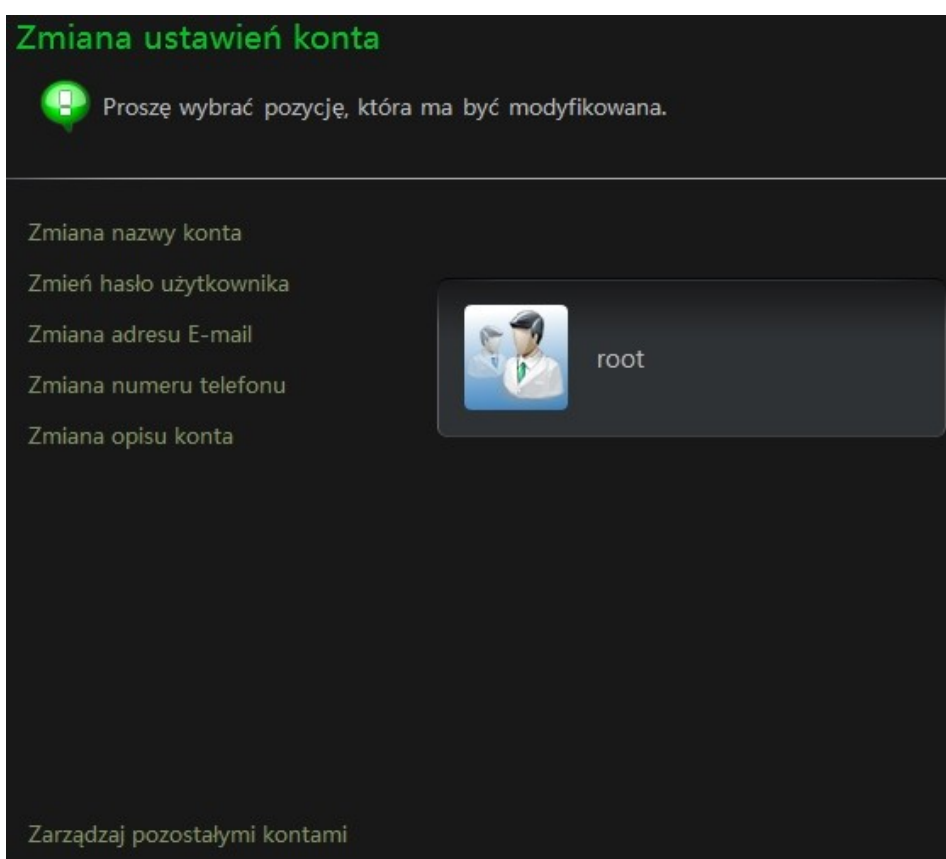 Zmiana ustawień konta
Proszę wybrać pozycję, która ma być modyfikowana.
Zmiana nazwy konta
Zmień hasło użytkownika
Zmiana adresu E-mail
Zmiana numeru telefonu
Zmiana opisu konta
root
Zarządzaj pozostałymi kontami